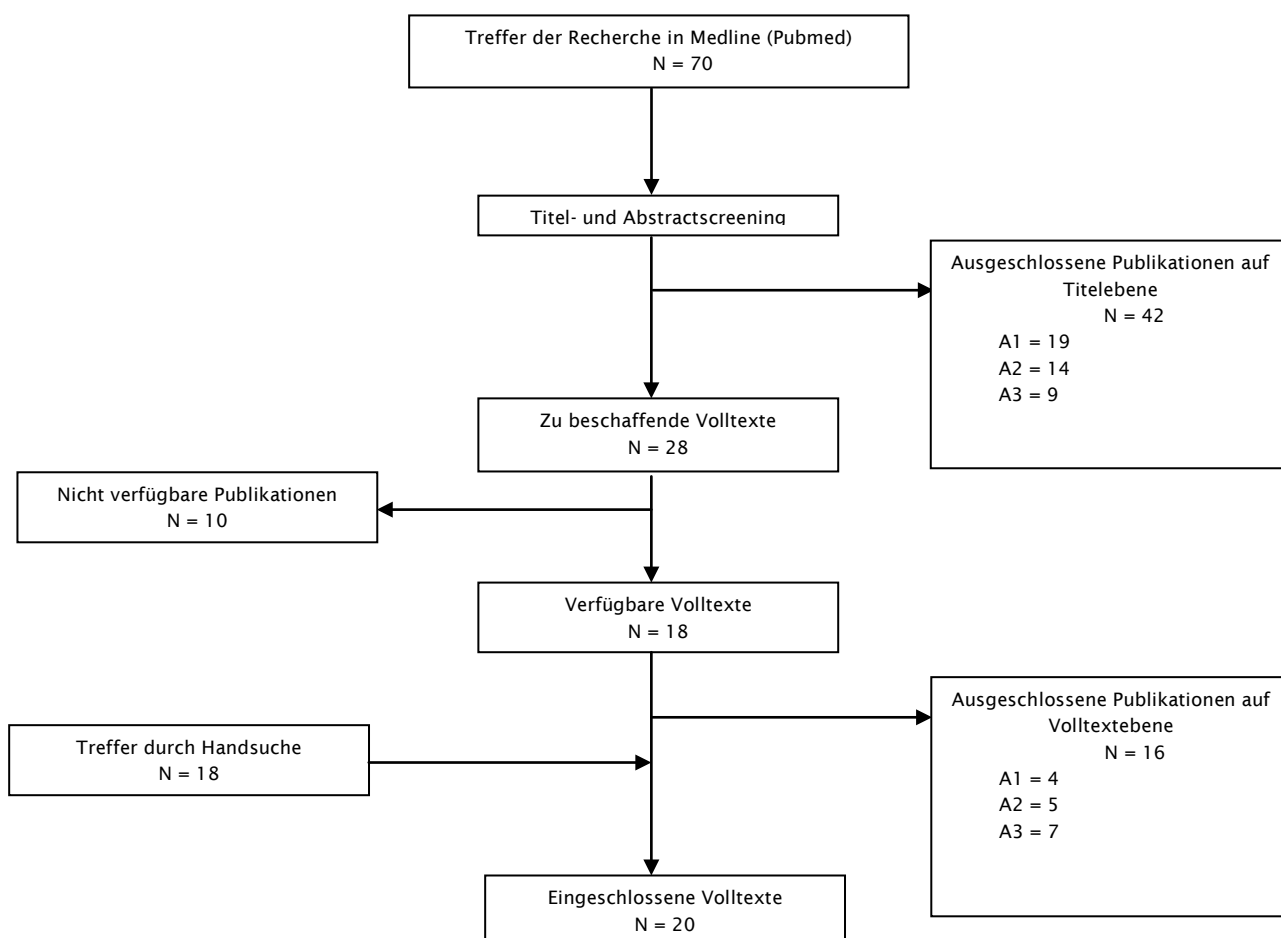 Treffer der Recherche in Medline (Pubmed)
N = 70
Titel- und Abstractscreening
Ausgeschlossene Publikationen auf
Titelebene
N = 42
A1 = 19
A2 = 14
A3 = 9
Zu beschaffende Volltexte
N = 28
Nicht verfügbare Publikationen
N = 10
Verfügbare Volltexte
N = 18
Ausgeschlossene Publikationen auf
Volltextebene
N = 16
A1 = 4
A2 = 5
A3 = 7
Treffer durch Handsuche
N = 18
Eingeschlossene Volltexte
N = 20